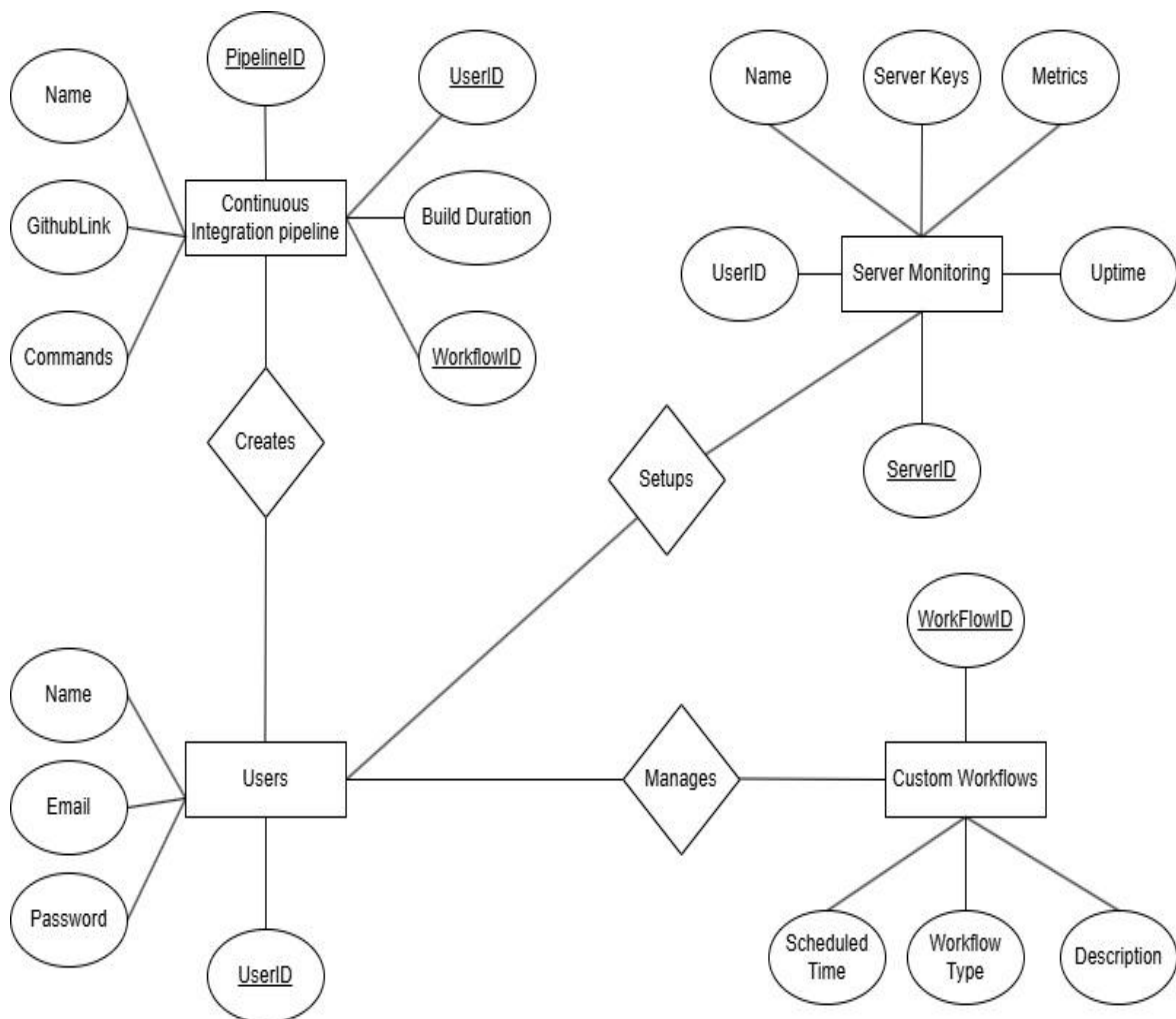 PipelineID
UserID
Name
Name
Server Keys
Metrics
Continuous
Integration pipeline
GithubLink
Build Duration
UserID
Server Monitoring
Uptime
Commands
WorkflowID
Creates
Setups
ServerID
WorkFlowID
Name
Users
Manages
Custom Workflows
Email
Password
UserID
Scheduled
Time
Workflow
Type
Description